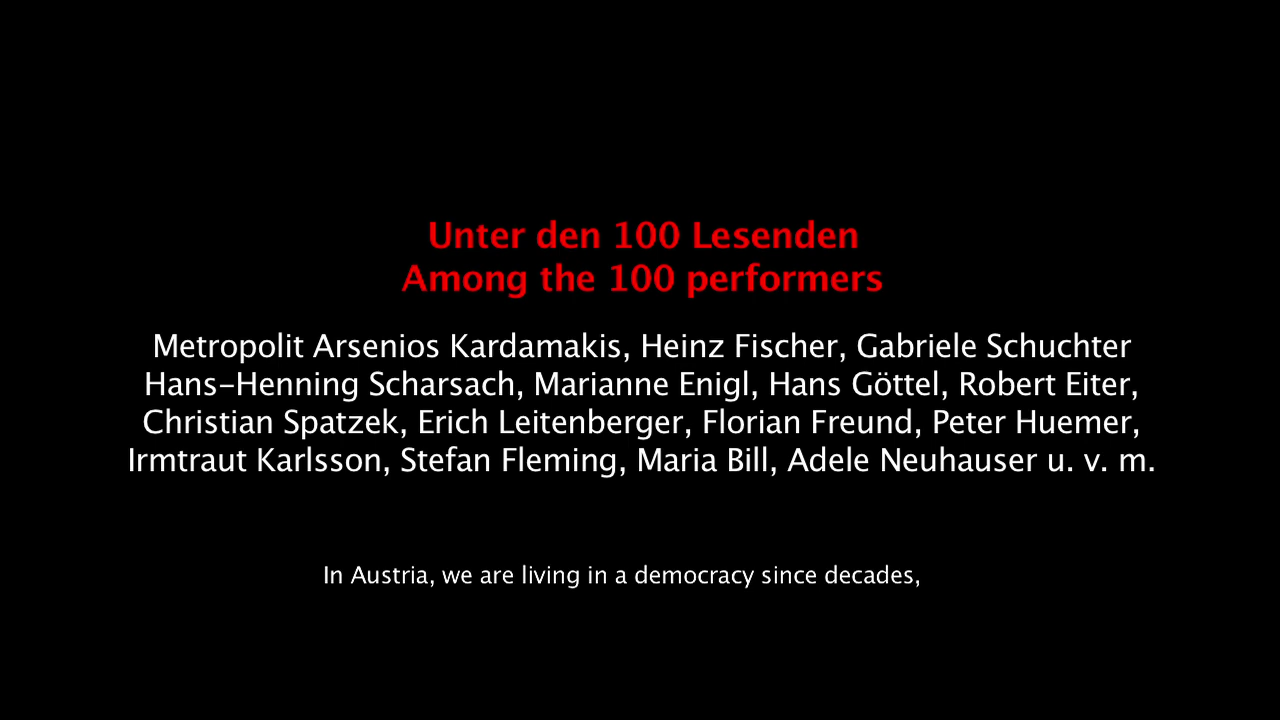 Unter den 100 Lesenden
Among the 100 performers
Metropolit Arsenios Kardamakis, Heinz Fischer, Gabriele Schuchter
Hans-Henning Scharsach, Marianne Enigl, Hans Göttel, Robert Eiter,
Christian Spatzek, Erich Leitenberger, Florian Freund, Peter Huemer,
Irmtraut Karlsson, Stefan Fleming, Maria Bill, Adele Neuhauser u. v. m.
In Austria, we are living in a democracy since decades,